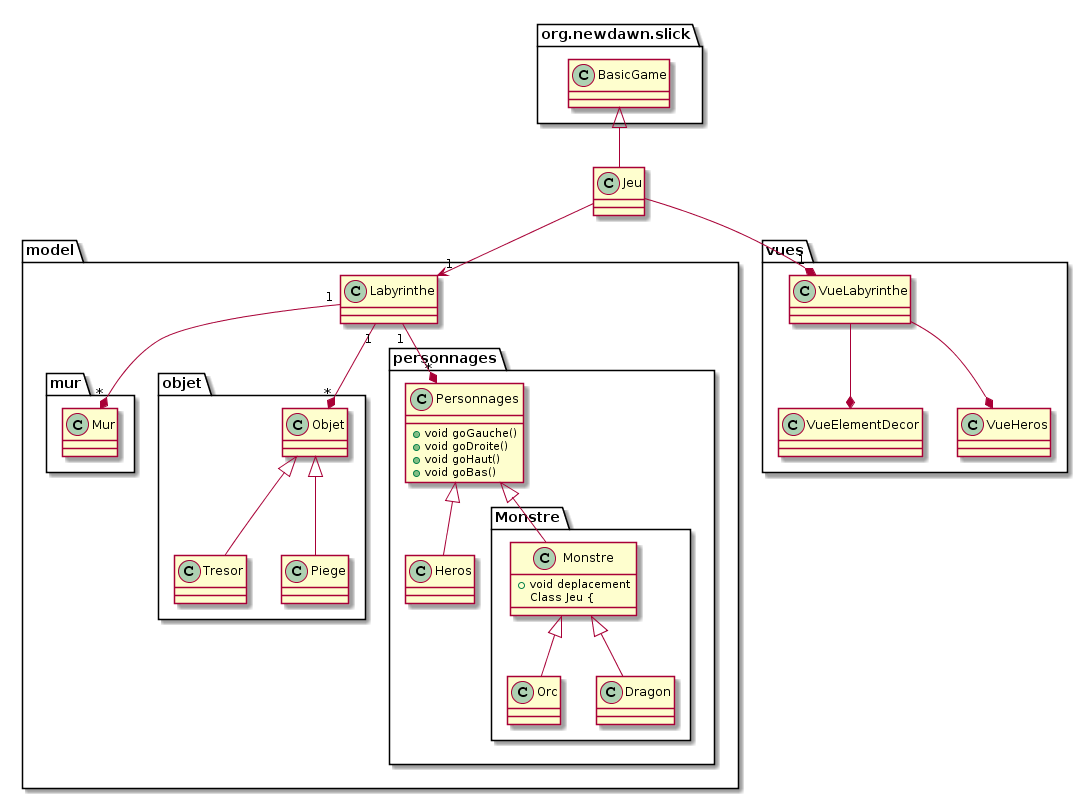 org.newdawn.slick
C BasicGame
C Jeu
model
vues
1
1
C Labyrinthe
C VueLabyrinthe
1
1
1
personnages
*
mur
objet
*
*
C Mur
C Objet
C Personnages
void goGauche()
void goDroite()
void goHaut()
void goBas()
C VueElementDecor
C VueHeros
Monstre
C Tresor
C Piege
C Heros
C Monstre
void deplacement
Class Jeu {
C Orc
C Dragon